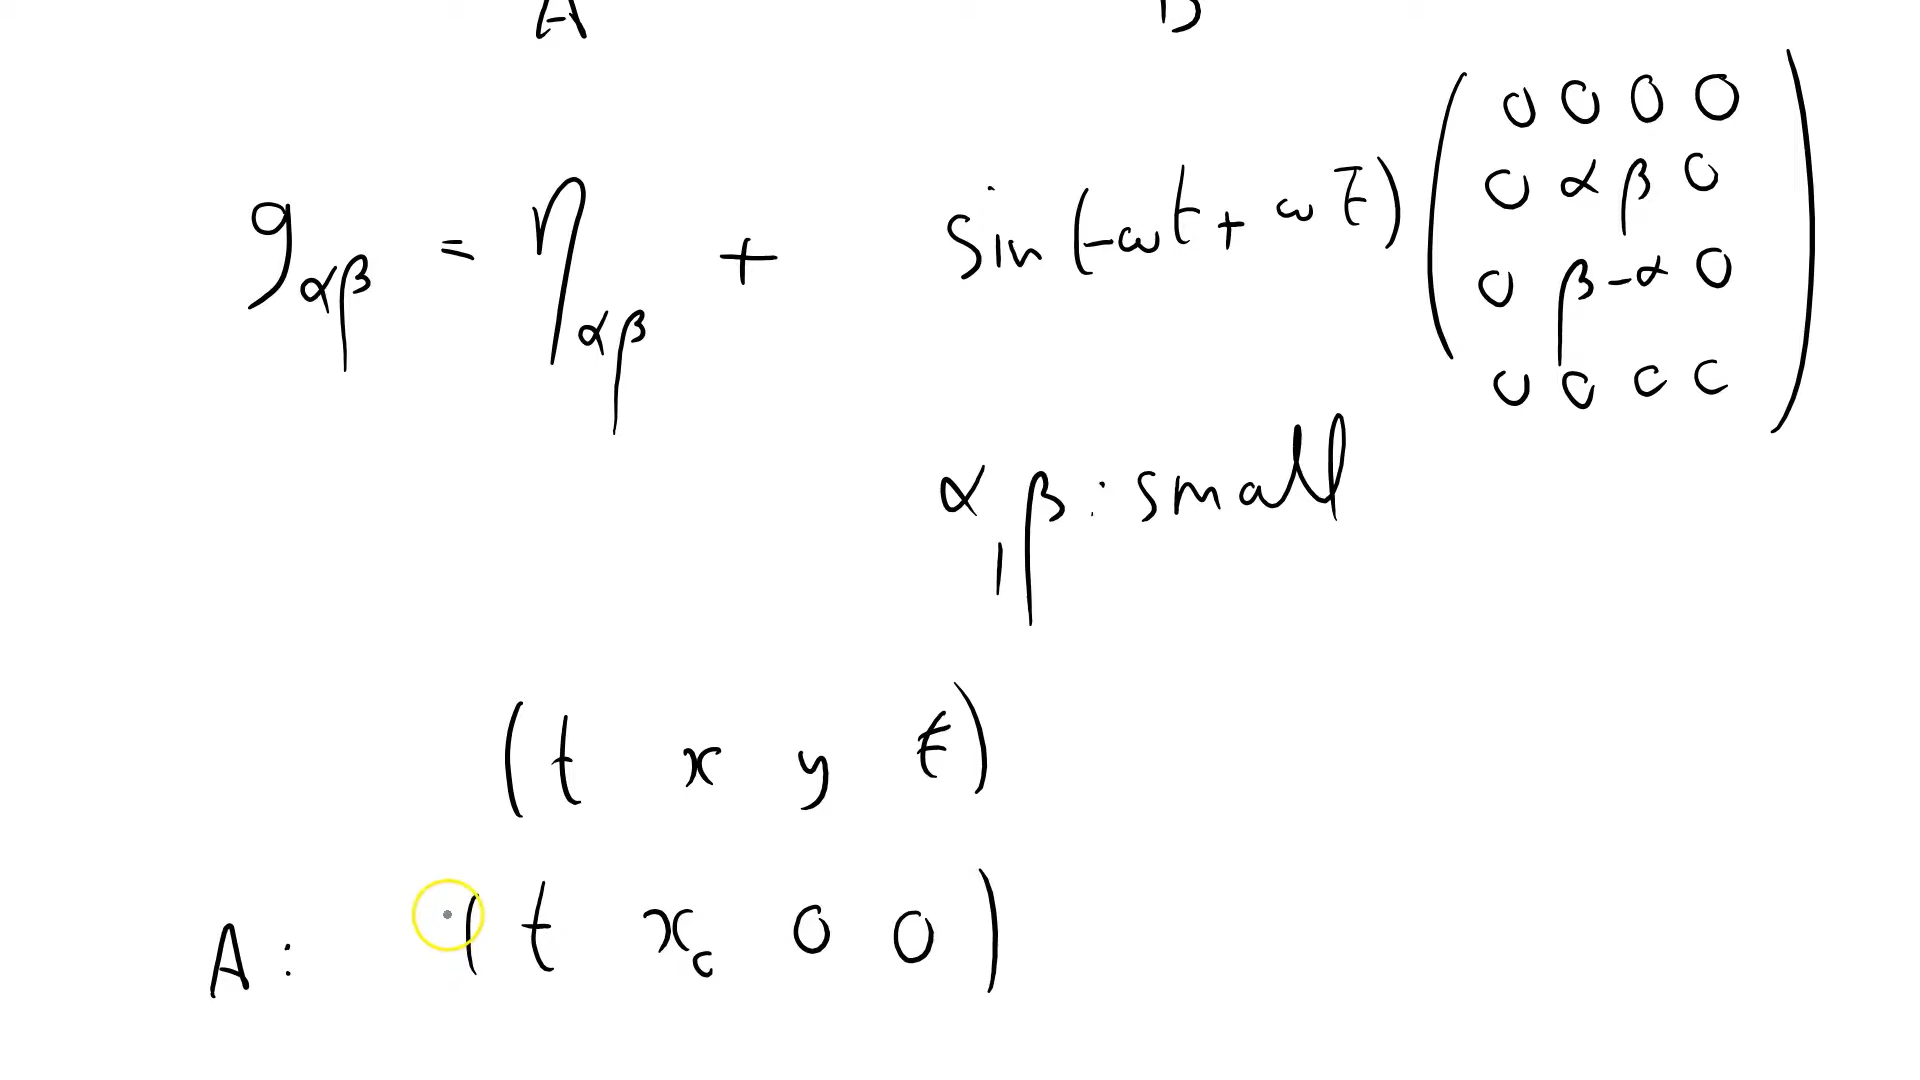 A B
g_{αβ} = η_{αβ} + sin(-ωt + ωz) ( 0 0 0 0
0 α β 0
0 β -α 0
0 0 0 0 )
α, β : small
(t x y z)
A: (t x_0 0 0)